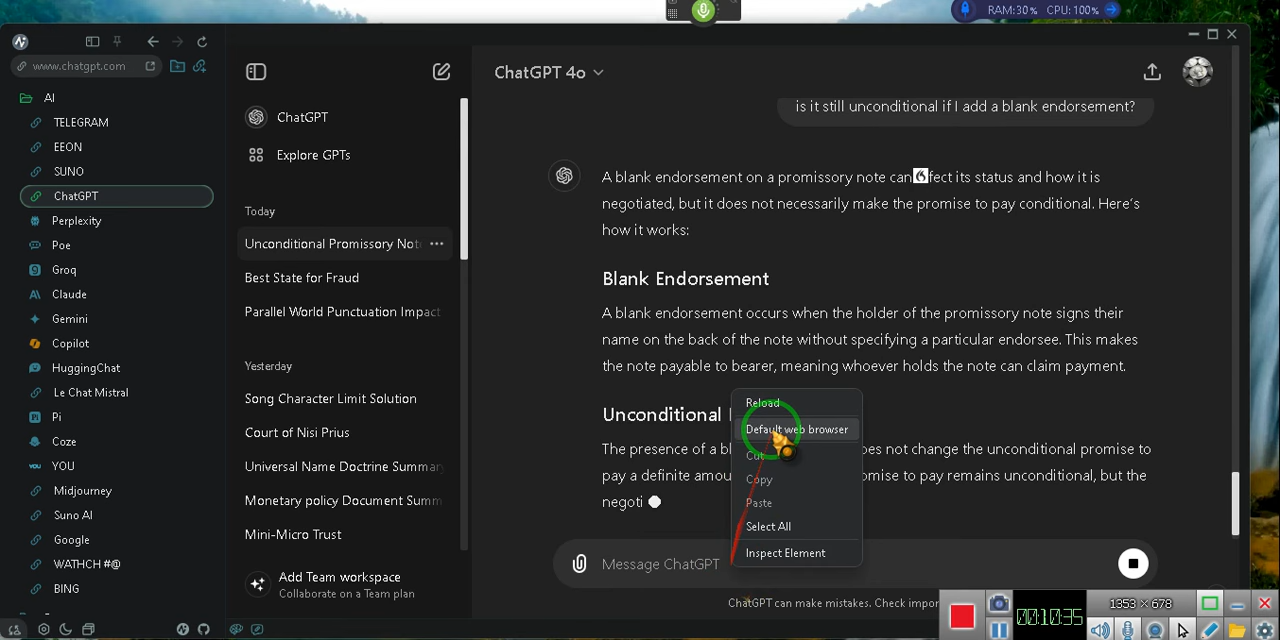 RAM:30% CPU:100%
www.chatgpt.com
AI
TELEGRAM
EEON
SUNO
ChatGPT
Perplexity
Poe
Groq
Claude
Gemini
Copilot
HuggingChat
Le Chat Mistral
Pi
Coze
YOU
Midjourney
Suno AI
Google
WATHCH #@
BING
ChatGPT
Explore GPTs
Today
Unconditional Promissory Not
Best State for Fraud
Parallel World Punctuation Impact
Yesterday
Song Character Limit Solution
Court of Nisi Prius
Universal Name Doctrine Summar
Monetary policy Document Summ
Mini-Micro Trust
Add Team workspace
Collaborate on a Team plan
ChatGPT 4o
is it still unconditional if I add a blank endorsement?
A blank endorsement on a promissory note can fect its status and how it is
negotiated, but it does not necessarily make the promise to pay conditional. Here's
how it works:
Blank Endorsement
A blank endorsement occurs when the holder of the promissory note signs their
name on the back of the note without specifying a particular endorsee. This makes
the note payable to bearer, meaning whoever holds the note can claim payment.
Unconditional
The presence of a bl oes not change the unconditional promise to
pay a definite amou omise to pay remains unconditional, but the
negoti
Reload
Default web browser
Cut
Copy
Paste
Select All
Inspect Element
Message ChatGPT
ChatGPT can make mistakes. Check impor
00:10:35
1353 × 678